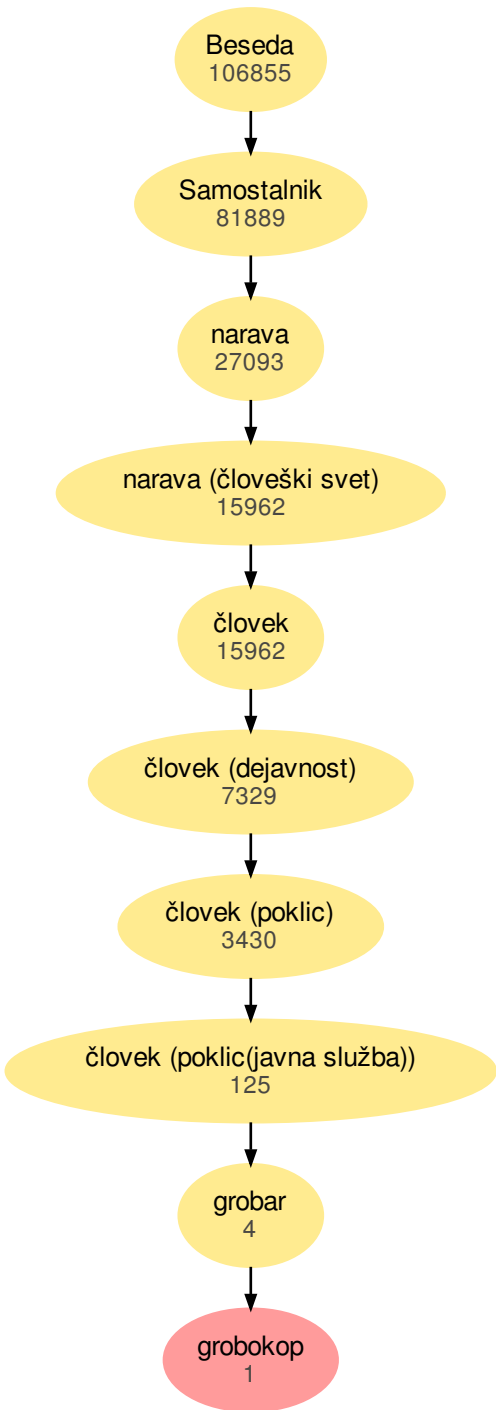 Beseda
106855
Samostalnik
81889
narava
27093
narava (človeški svet)
15962
človek
15962
človek (dejavnost)
7329
človek (poklic)
3430
človek (poklic(javna služba))
125
grobar
4
grobokop
1